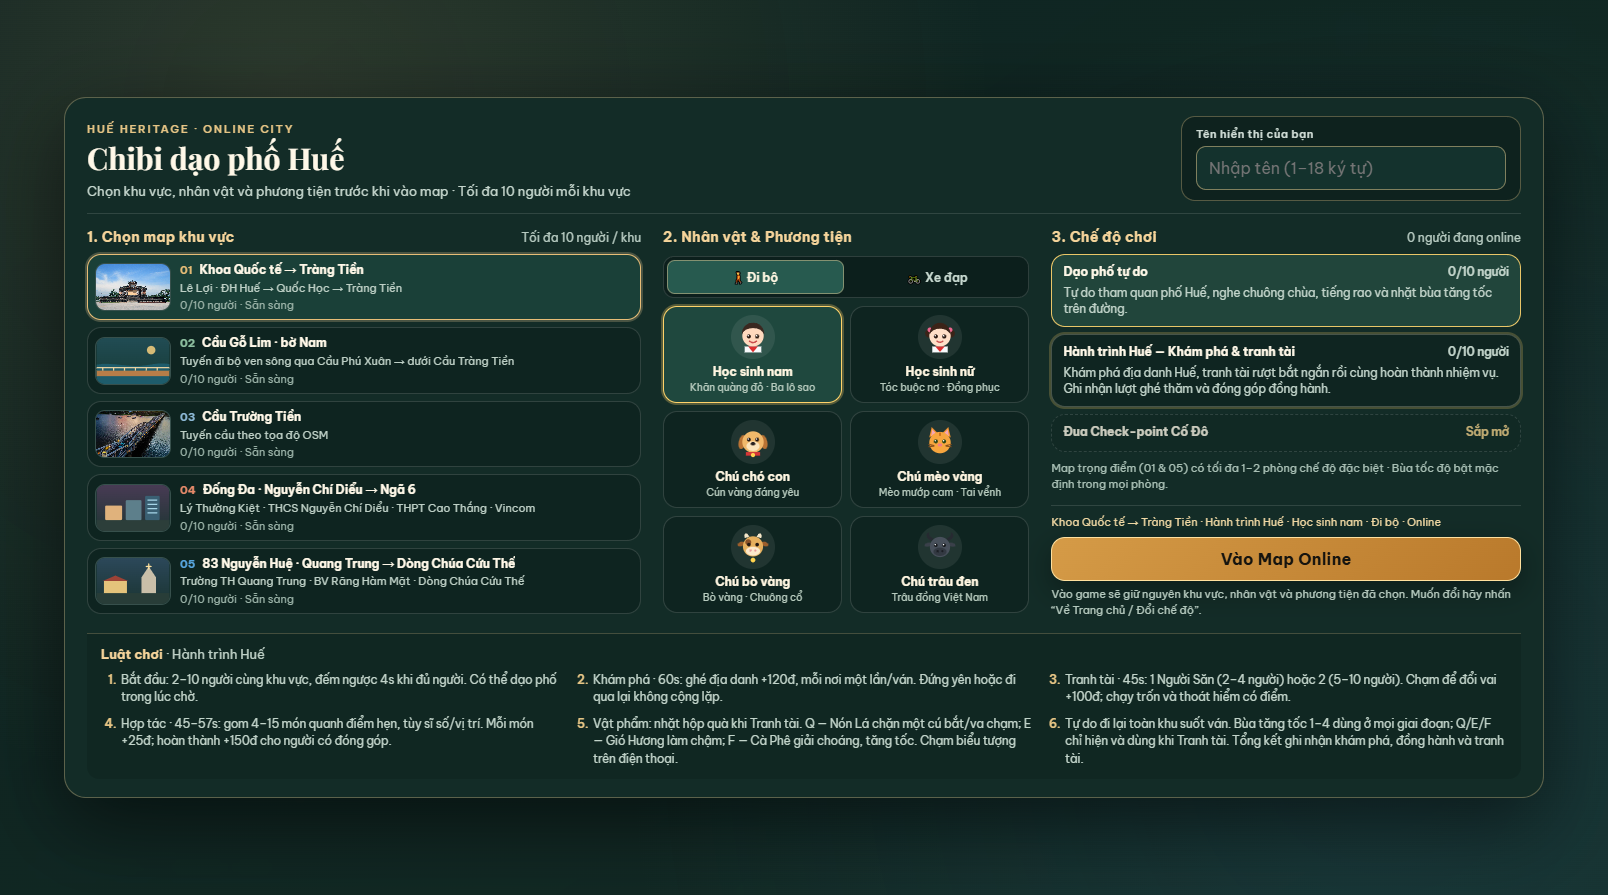 HUẾ HERITAGE · ONLINE CITY
Chibi dạo phố Huế
Chọn khu vực, nhân vật và phương tiện trước khi vào map · Tối đa 10 người mỗi khu vực
Tên hiển thị của bạn
Nhập tên (1–18 ký tự)
1. Chọn map khu vực
Tối đa 10 người / khu
01 Khoa Quốc tế → Tràng Tiền
Lê Lợi · ĐH Huế → Quốc Học → Tràng Tiền
0/10 người · Sẵn sàng
02 Cầu Gỗ Lim · bờ Nam
Tuyến đi bộ ven sông qua Cầu Phú Xuân → dưới Cầu Tràng Tiền
0/10 người · Sẵn sàng
03 Cầu Trường Tiền
Tuyến cầu theo tọa độ OSM
0/10 người · Sẵn sàng
04 Đống Đa · Nguyễn Chí Diểu → Ngã 6
Lý Thường Kiệt · THCS Nguyễn Chí Diểu · THPT Cao Thắng · Vincom
0/10 người · Sẵn sàng
05 83 Nguyễn Huệ · Quang Trung → Dòng Chúa Cứu Thế
Trường TH Quang Trung · BV Răng Hàm Mặt · Dòng Chúa Cứu Thế
0/10 người · Sẵn sàng
2. Nhân vật & Phương tiện
Đi bộ
Xe đạp
Học sinh nam
Khăn quàng đỏ · Ba lô sao
Học sinh nữ
Tóc buộc nơ · Đồng phục
Chú chó con
Cún vàng đáng yêu
Chú mèo vàng
Mèo mướp cam · Tai vểnh
Chú bò vàng
Bò vàng · Chuông cổ
Chú trâu đen
Trâu đồng Việt Nam
3. Chế độ chơi
0 người đang online
Dạo phố tự do
0/10 người
Tự do tham quan phố Huế, nghe chuông chùa, tiếng rao và nhặt bùa tăng tốc
trên đường.
Hành trình Huế — Khám phá & tranh tài
0/10 người
Khám phá địa danh Huế, tranh tài rượt bắt ngắn rồi cùng hoàn thành nhiệm vụ.
Ghi nhận lượt ghé thăm và đóng góp đồng hành.
Đua Check-point Cố Đô
Sắp mở
Map trọng điểm (01 & 05) có tối đa 1–2 phòng chế độ đặc biệt · Bùa tốc độ bật mặc
định trong mọi phòng.
Khoa Quốc tế → Tràng Tiền · Hành trình Huế · Học sinh nam · Đi bộ · Online
Vào Map Online
Vào game sẽ giữ nguyên khu vực, nhân vật và phương tiện đã chọn. Muốn đổi hãy nhấn
“Về Trang chủ / Đổi chế độ”.
Luật chơi · Hành trình Huế
1. Bắt đầu: 2–10 người cùng khu vực, đếm ngược 4s khi đủ người. Có thể dạo phố
trong lúc chờ.
2. Khám phá · 60s: ghé địa danh +120đ, mỗi nơi một lần/ván. Đứng yên hoặc đi
qua lại không cộng lặp.
3. Tranh tài · 45s: 1 Người Săn (2–4 người) hoặc 2 (5–10 người). Chạm để đổi vai
+100đ; chạy trốn và thoát hiểm có điểm.
4. Hợp tác · 45–57s: gom 4–15 món quanh điểm hẹn, tùy sĩ số/vị trí. Mỗi món
+25đ; hoàn thành +150đ cho người có đóng góp.
5. Vật phẩm: nhặt hộp quà khi Tranh tài. Q — Nón Lá chặn một cú bắt/va chạm; E
— Gió Hương làm chậm; F — Cà Phê giải choáng, tăng tốc. Chạm biểu tượng
trên điện thoại.
6. Tự do đi lại toàn khu suốt ván. Bùa tăng tốc 1–4 dùng ở mọi giai đoạn; Q/E/F
chỉ hiện và dùng khi Tranh tài. Tổng kết ghi nhận khám phá, đồng hành và tranh
tài.